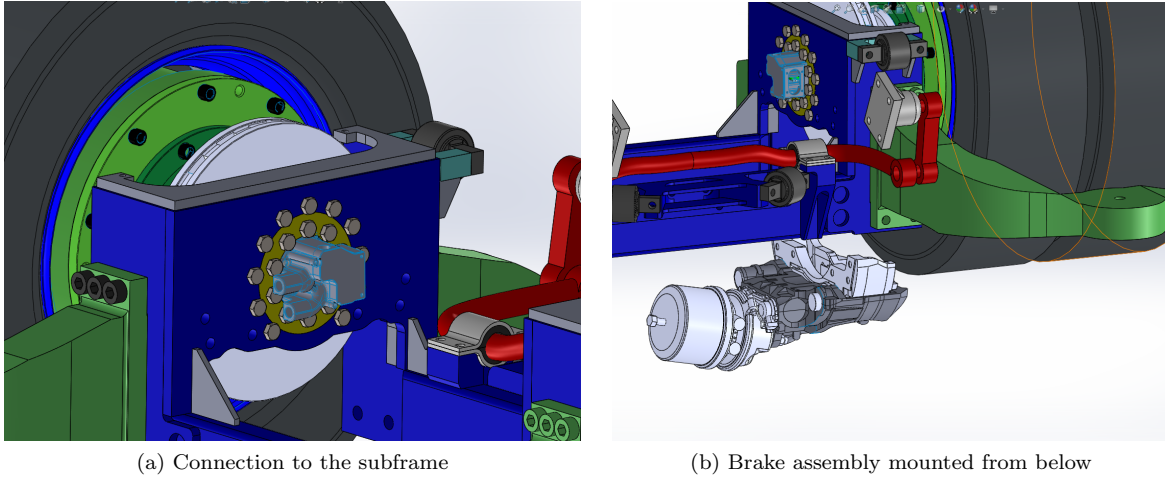 (a) Connection to the subframe
(b) Brake assembly mounted from below